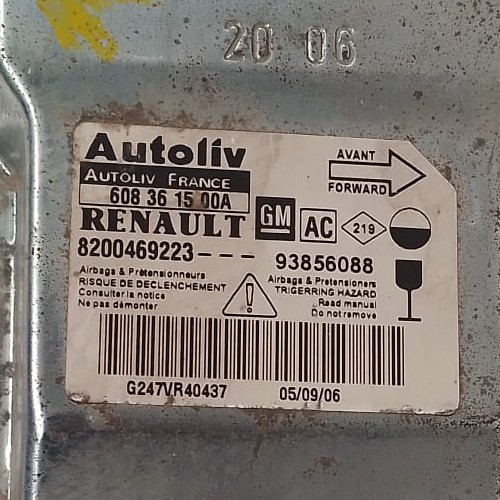 20 06
Autoliv
AUTOLIV FRANCE
608 36 15 00A
AVANT
FORWARD
RENAULT GM AC 219
8200469223--- 93856088
Airbags & Pretensionneurs
RISQUE DE DECLENCHEMENT
Consulter la notice
Ne pas démonter
!
Airbags & Pretensioners
TRIGERRING HAZARD
Read manual
Do not remove
G247VR40437 05/09/06